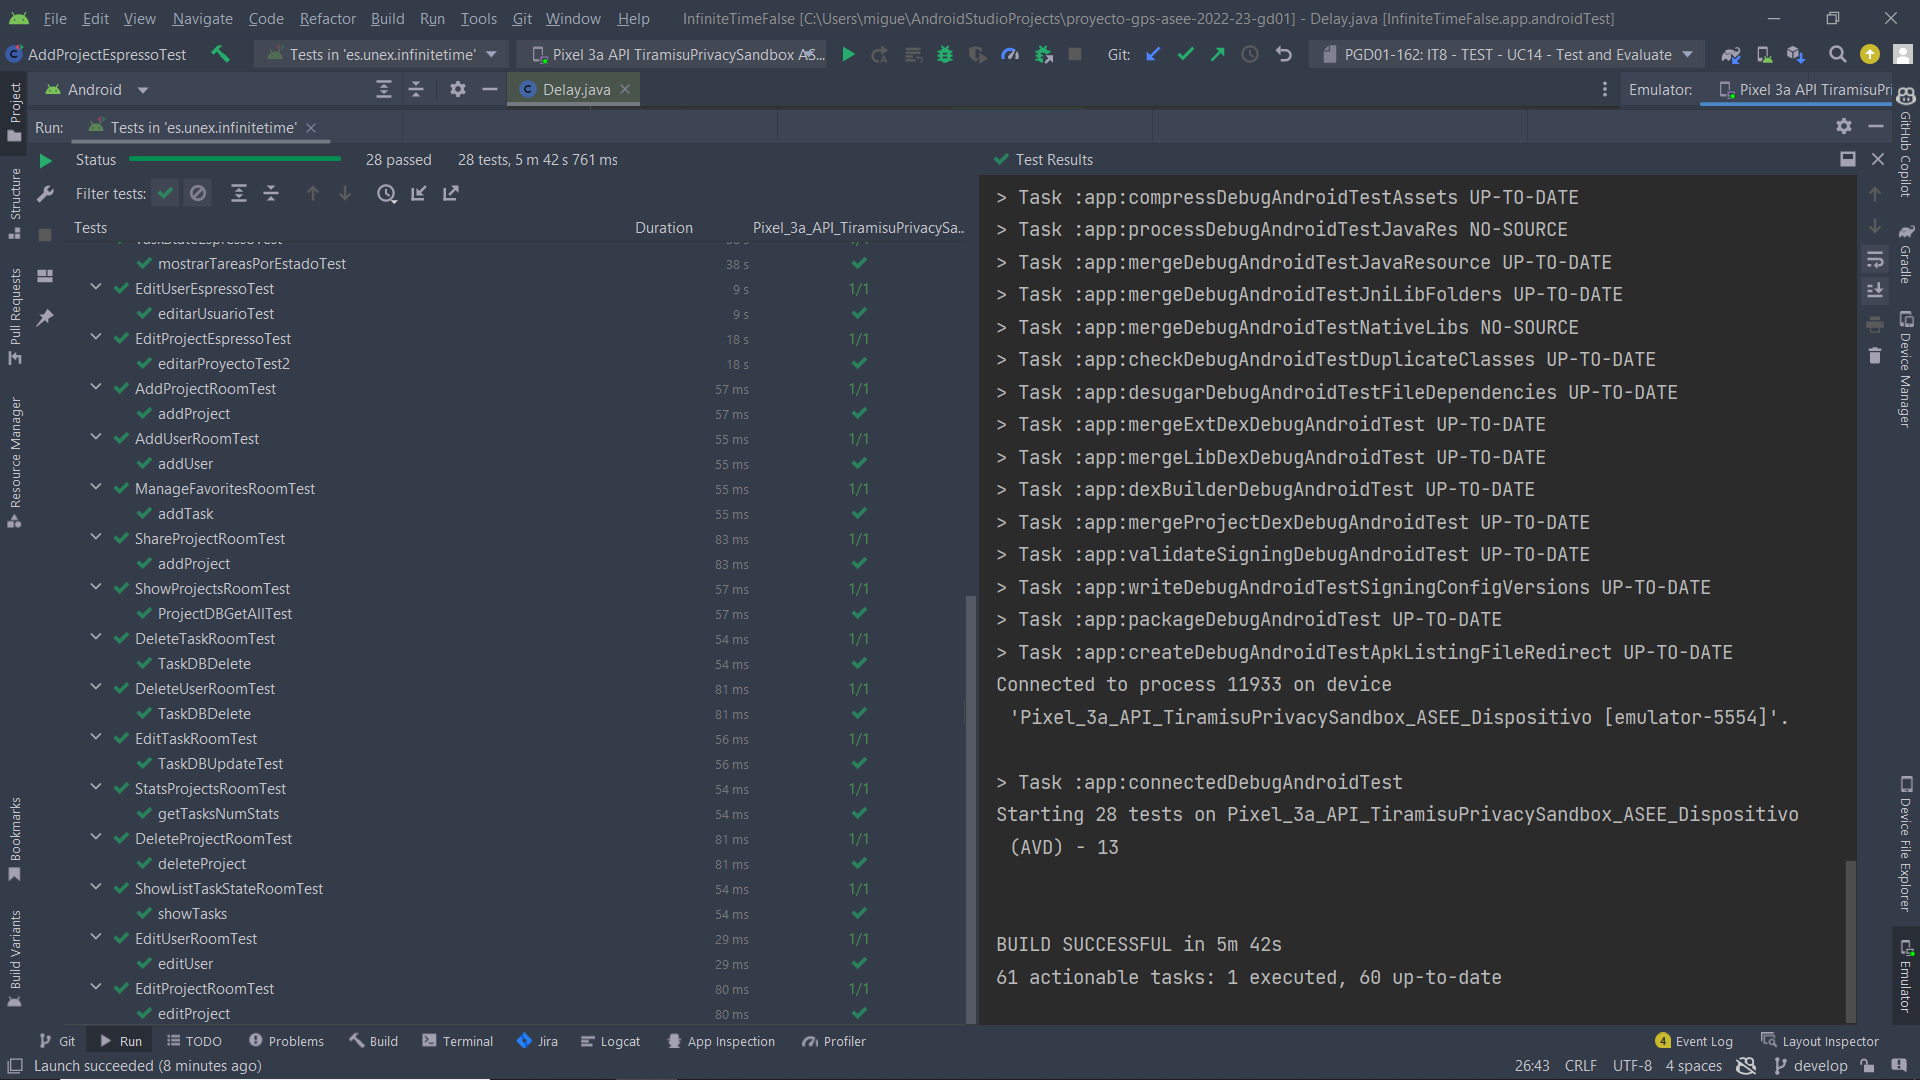 File Edit View Navigate Code Refactor Build Run Tools Git Window Help InfiniteTimeFalse [C:\Users\migue\AndroidStudioProjects\proyecto-gps-asee-2022-23-gd01] - Delay.java [InfiniteTimeFalse.app.androidTest]
AddProjectEspressoTest Tests in 'es.unex.infinitetime' Pixel 3a API TiramisuPrivacySandbox AS... Git: PGD01-162: IT8 - TEST - UC14 - Test and Evaluate
Project Android Delay.java Emulator: Pixel 3a API TiramisuPri
Run: Tests in 'es.unex.infinitetime'
Status 28 passed 28 tests, 5 m 42 s 761 ms
Filter tests:
Tests Duration Pixel_3a_API_TiramisuPrivacySa...
TaskStateEspressoTest 38 s 1/1
mostrarTareasPorEstadoTest 38 s
EditUserEspressoTest 9 s 1/1
editarUsuarioTest 9 s
EditProjectEspressoTest 18 s 1/1
editarProyectoTest2 18 s
AddProjectRoomTest 57 ms 1/1
addProject 57 ms
AddUserRoomTest 55 ms 1/1
addUser 55 ms
ManageFavoritesRoomTest 55 ms 1/1
addTask 55 ms
ShareProjectRoomTest 83 ms 1/1
addProject 83 ms
ShowProjectsRoomTest 57 ms 1/1
ProjectDBGetAllTest 57 ms
DeleteTaskRoomTest 54 ms 1/1
TaskDBDelete 54 ms
DeleteUserRoomTest 81 ms 1/1
TaskDBDelete 81 ms
EditTaskRoomTest 56 ms 1/1
TaskDBUpdateTest 56 ms
StatsProjectsRoomTest 54 ms 1/1
getTasksNumStats 54 ms
DeleteProjectRoomTest 81 ms 1/1
deleteProject 81 ms
ShowListTaskStateRoomTest 54 ms 1/1
showTasks 54 ms
EditUserRoomTest 29 ms 1/1
editUser 29 ms
EditProjectRoomTest 80 ms 1/1
editProject 80 ms
Test Results
> Task :app:compressDebugAndroidTestAssets UP-TO-DATE
> Task :app:processDebugAndroidTestJavaRes NO-SOURCE
> Task :app:mergeDebugAndroidTestJavaResource UP-TO-DATE
> Task :app:mergeDebugAndroidTestJniLibFolders UP-TO-DATE
> Task :app:mergeDebugAndroidTestNativeLibs NO-SOURCE
> Task :app:checkDebugAndroidTestDuplicateClasses UP-TO-DATE
> Task :app:desugarDebugAndroidTestFileDependencies UP-TO-DATE
> Task :app:mergeExtDexDebugAndroidTest UP-TO-DATE
> Task :app:mergeLibDexDebugAndroidTest UP-TO-DATE
> Task :app:dexBuilderDebugAndroidTest UP-TO-DATE
> Task :app:mergeProjectDexDebugAndroidTest UP-TO-DATE
> Task :app:validateSigningDebugAndroidTest UP-TO-DATE
> Task :app:writeDebugAndroidTestSigningConfigVersions UP-TO-DATE
> Task :app:packageDebugAndroidTest UP-TO-DATE
> Task :app:createDebugAndroidTestApkListingFileRedirect UP-TO-DATE
Connected to process 11933 on device
'Pixel_3a_API_TiramisuPrivacySandbox_ASEE_Dispositivo [emulator-5554]'.
> Task :app:connectedDebugAndroidTest
Starting 28 tests on Pixel_3a_API_TiramisuPrivacySandbox_ASEE_Dispositivo
(AVD) - 13
BUILD SUCCESSFUL in 5m 42s
61 actionable tasks: 1 executed, 60 up-to-date
Structure
Pull Requests
Resource Manager
Bookmarks
Build Variants
GitHub Copilot
Gradle
Device Manager
Device File Explorer
Emulator
Git Run TODO Problems Build Terminal Jira Logcat App Inspection Profiler 4 Event Log Layout Inspector
Launch succeeded (8 minutes ago) 26:43 CRLF UTF-8 4 spaces develop